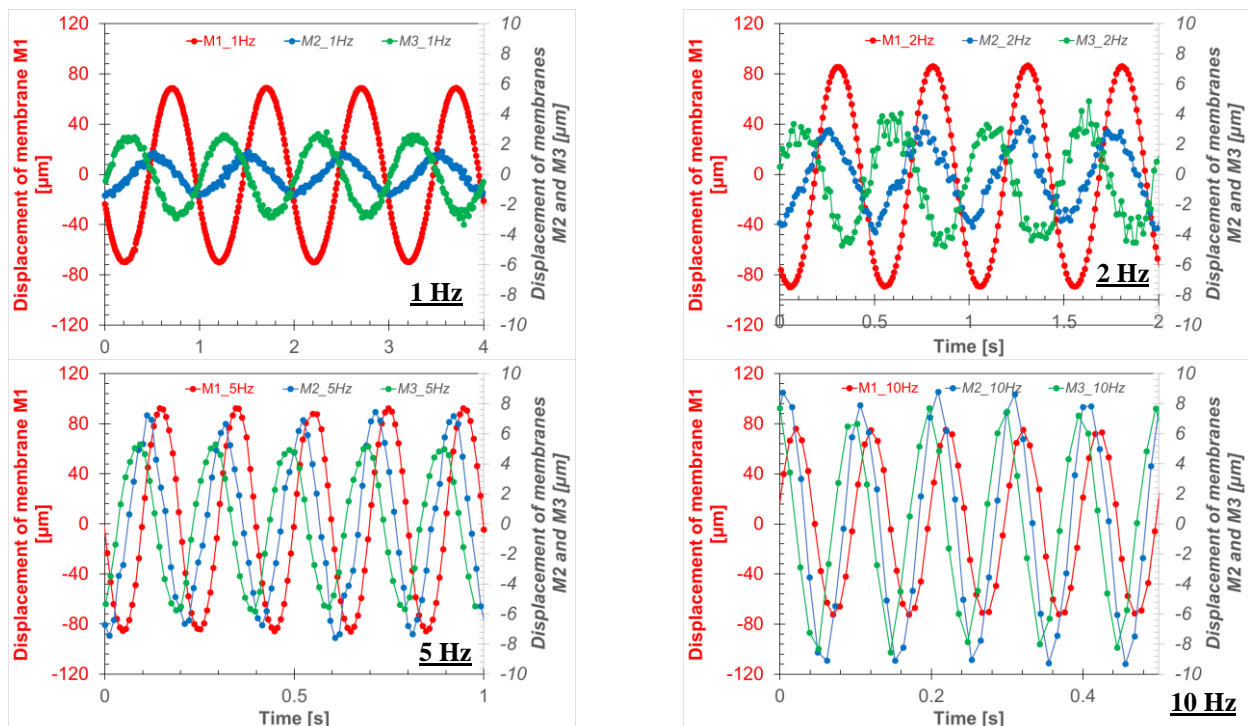 Displacement of membrane M1
[µm]
120
80
40
0
-40
-80
-120
M1_1Hz M2_1Hz M3_1Hz
10
8
6
4
2
0
-2
-4
-6
-8
-10
Displacement of membranes
M2 and M3 [µm]
1 Hz
0 1 2 3 4
Displacement of membrane M1
[µm]
120
80
40
0
-40
-80
-120
M1_2Hz M2_2Hz M3_2Hz
10
8
6
4
2
0
-2
-4
-6
-8
-10
Displacement of membranes
M2 and M3 [µm]
2 Hz
0 0.5 1 1.5 2
Time [s]
Displacement of membrane M1
[µm]
120
80
40
0
-40
-80
-120
M1_5Hz M2_5Hz M3_5Hz
10
8
6
4
2
0
-2
-4
-6
-8
-10
Displacement of membranes
M2 and M3 [µm]
5 Hz
0 0.5 1
Time [s]
Displacement of membrane M1
[µm]
120
80
40
0
-40
-80
-120
M1_10Hz M2_10Hz M3_10Hz
10
8
6
4
2
0
-2
-4
-6
-8
-10
Displacement of membranes
M2 and M3 [µm]
0 0.2 0.4
10 Hz
Time [s]